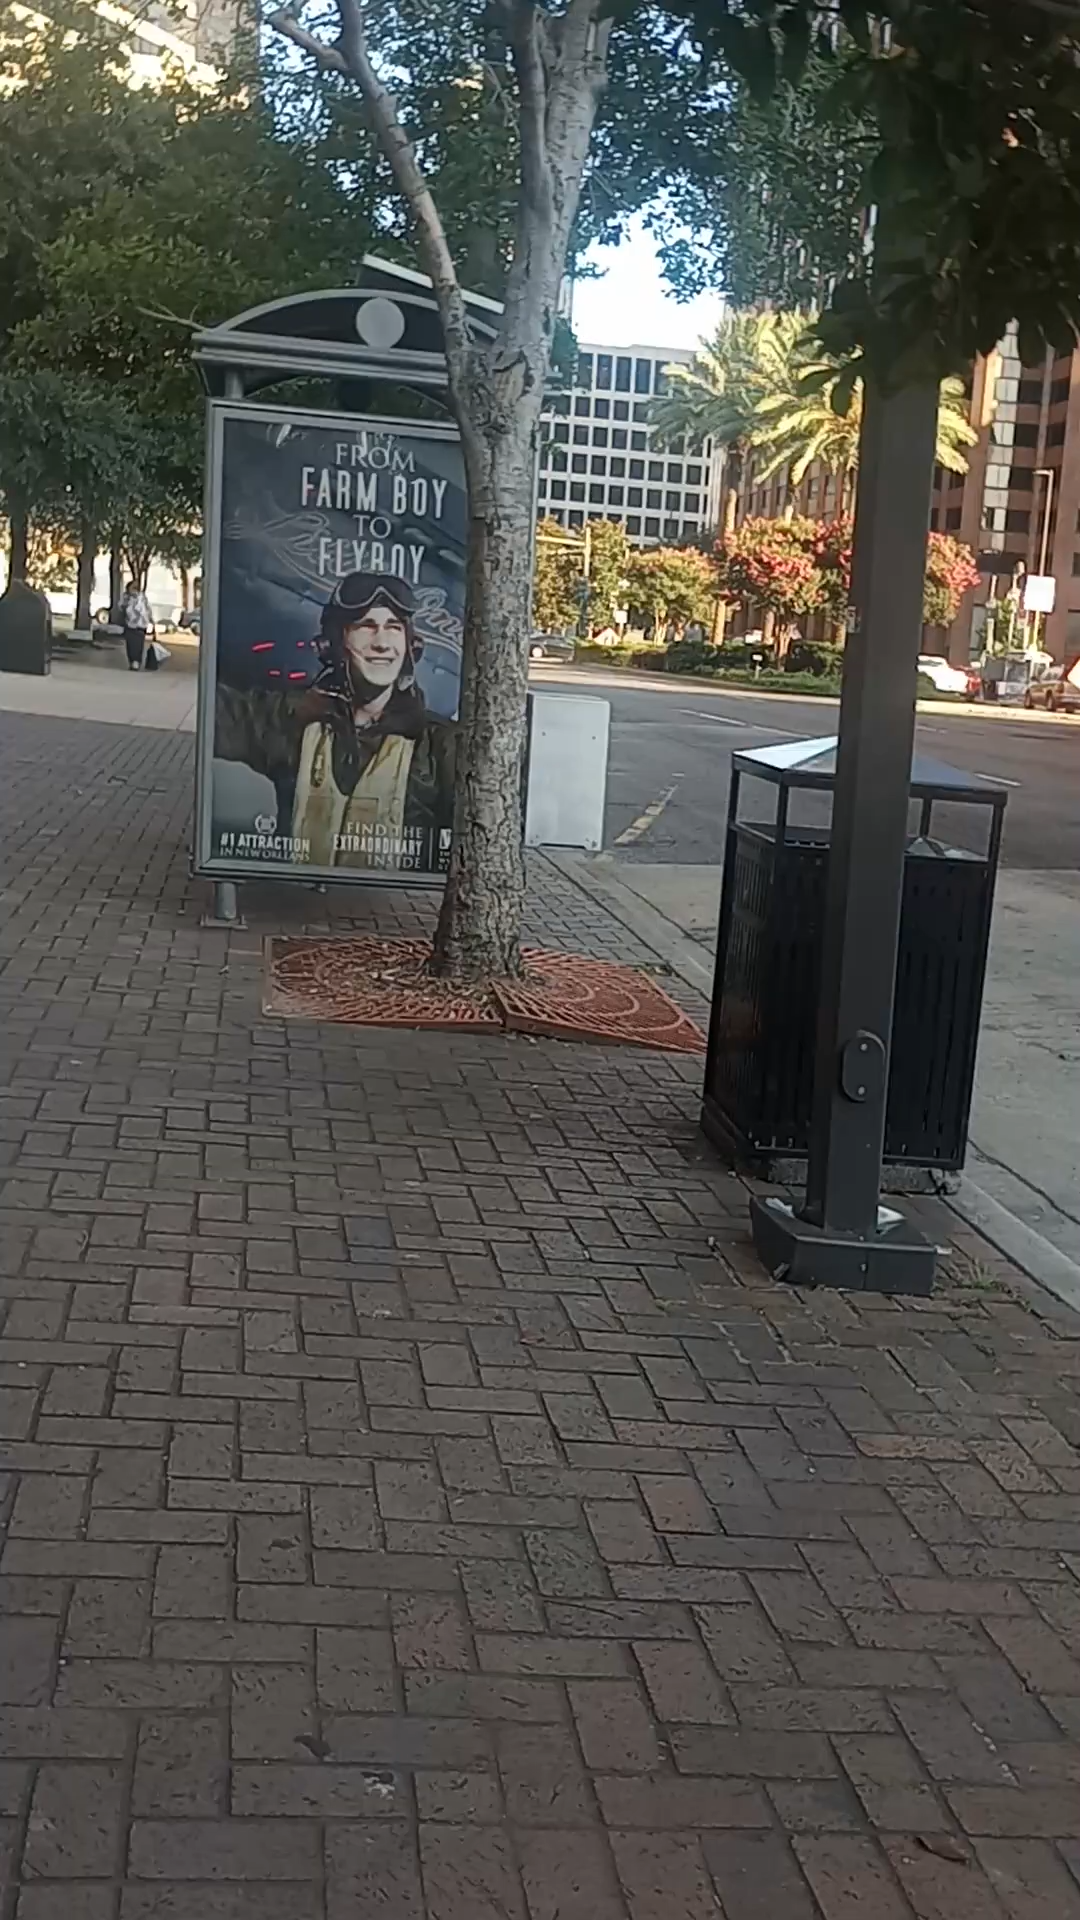 FROM
FARM BOY
TO
FLYBOY
#1 ATTRACTION
IN NEW ORLEANS
FIND THE
EXTRAORDINARY
INSIDE